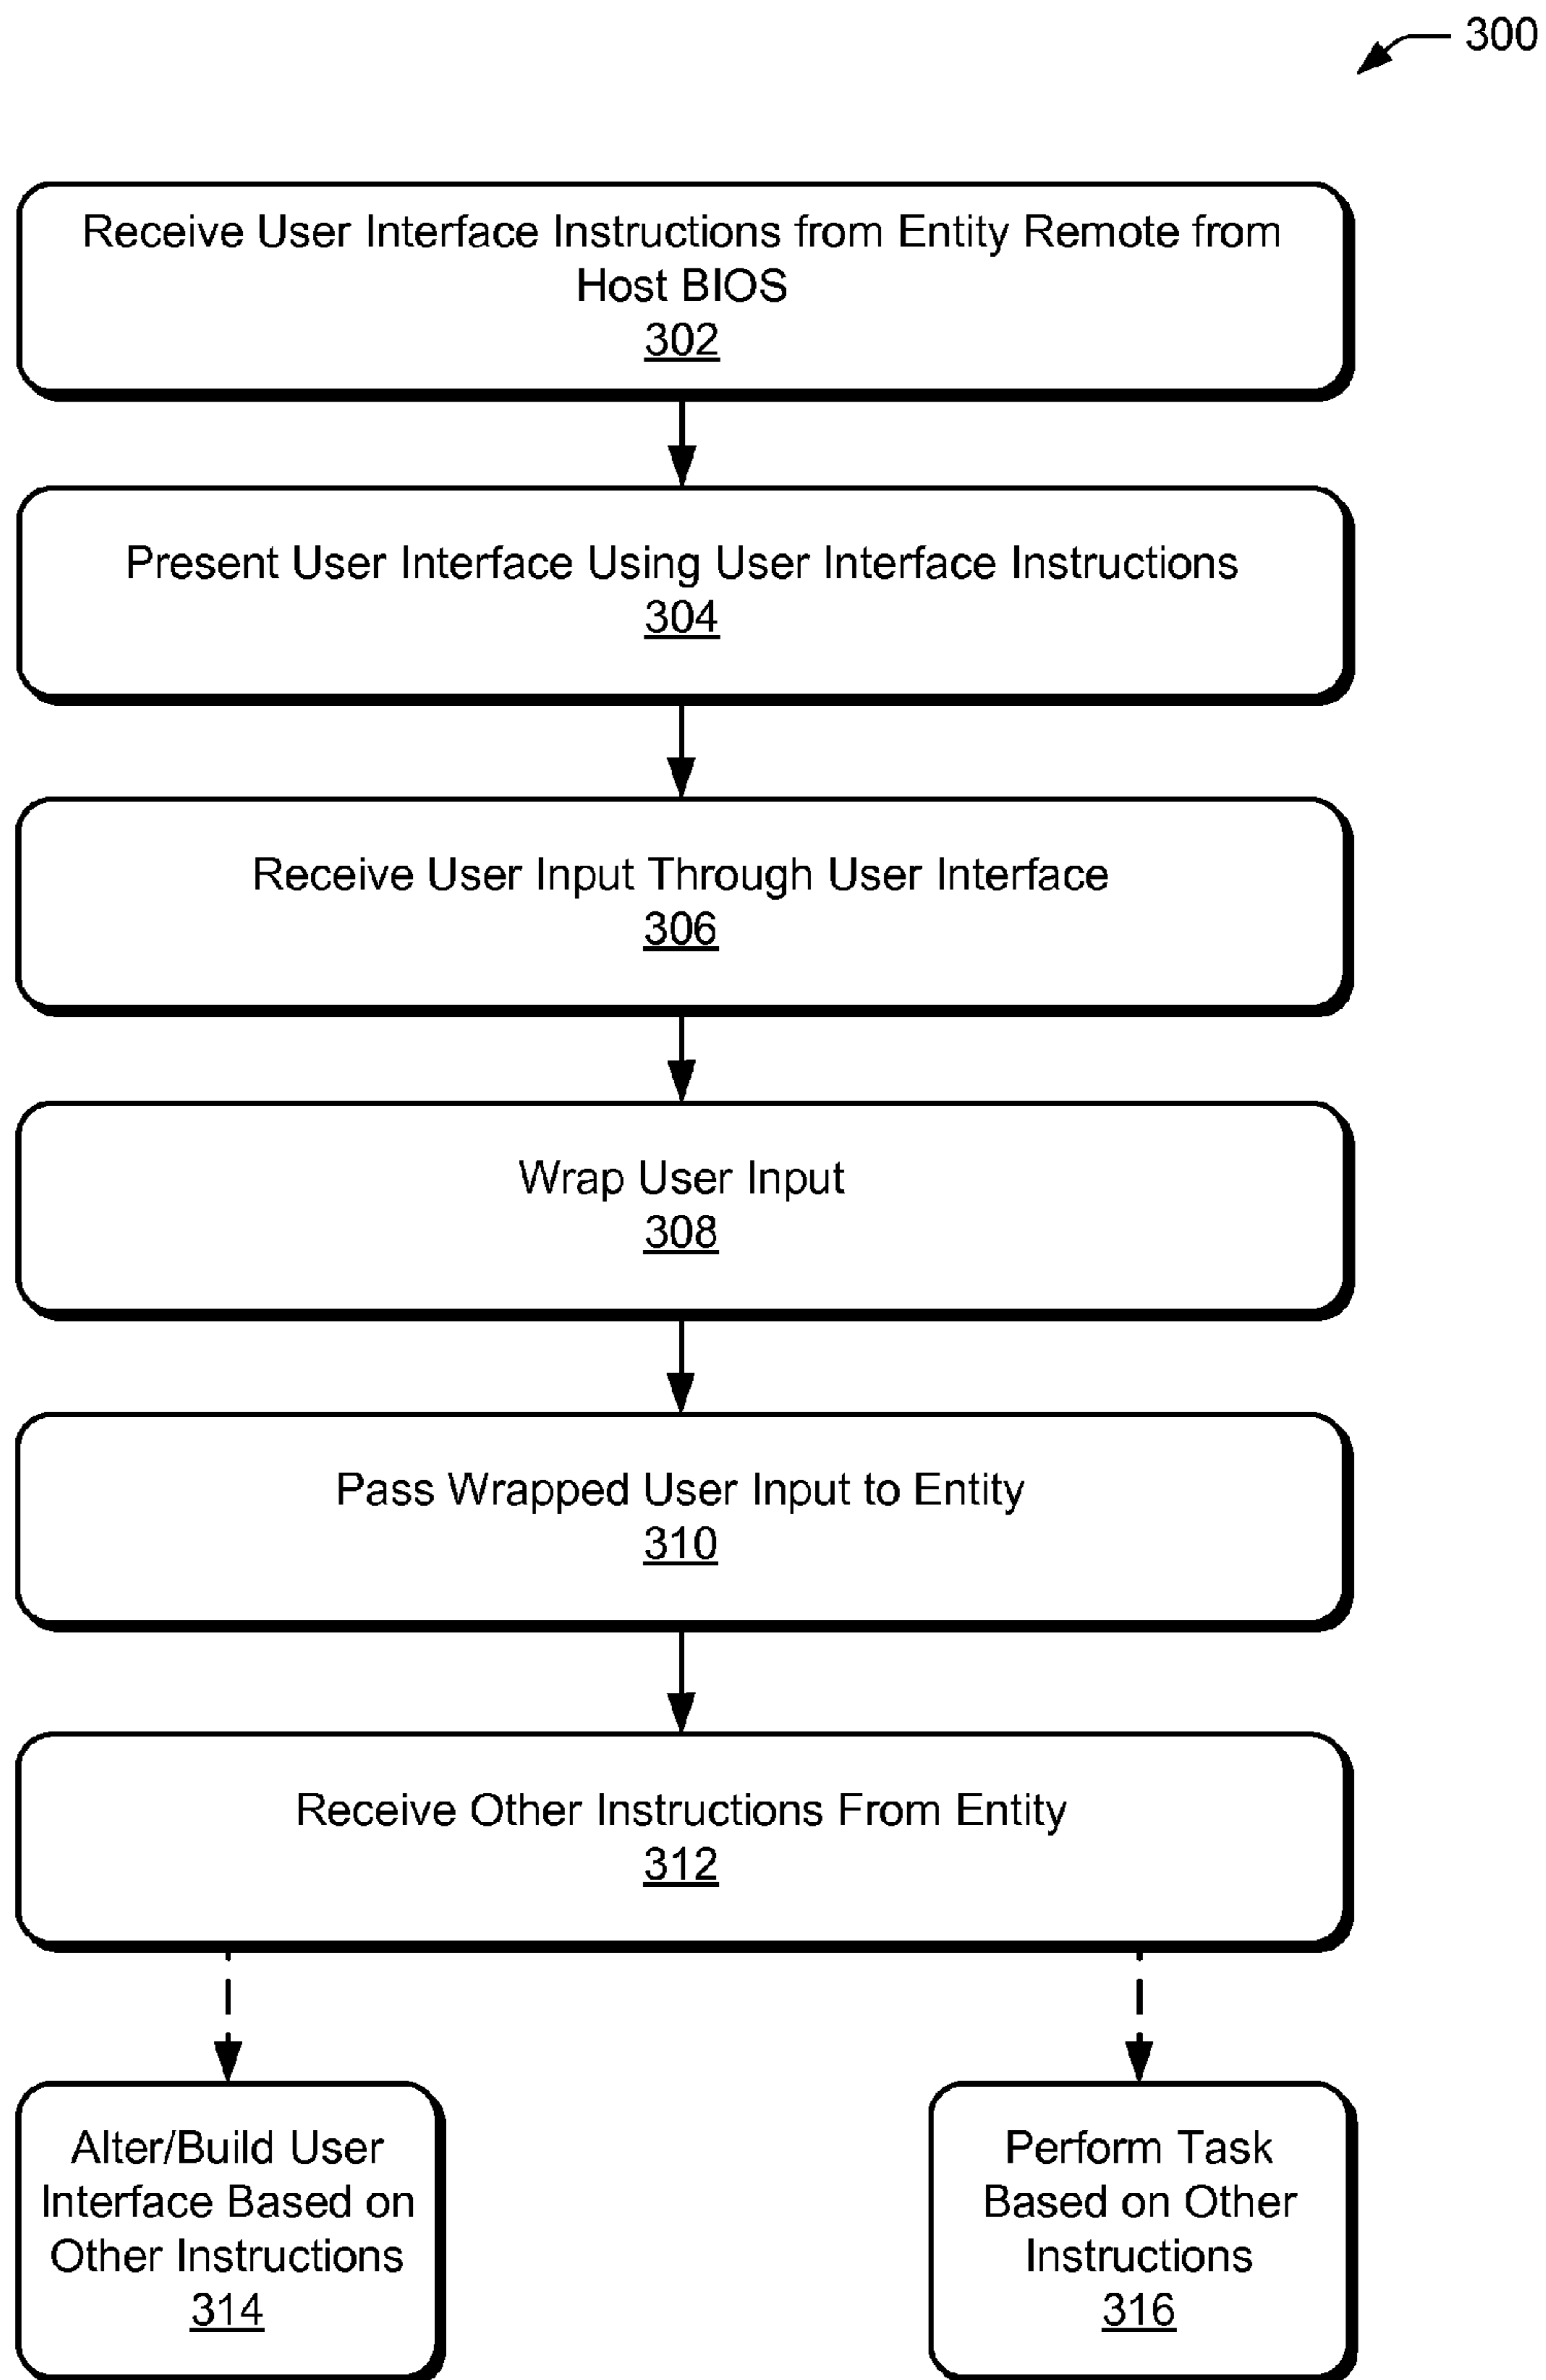 300
Receive User Interface Instructions from Entity Remote from
Host BIOS
302
Present User Interface Using User Interface Instructions
304
Receive User Input Through User Interface
306
Wrap User Input
308
Pass Wrapped User Input to Entity
310
Receive Other Instructions From Entity
312
Alter/Build User
Interface Based on
Other Instructions
314
Perform Task
Based on Other
Instructions
316